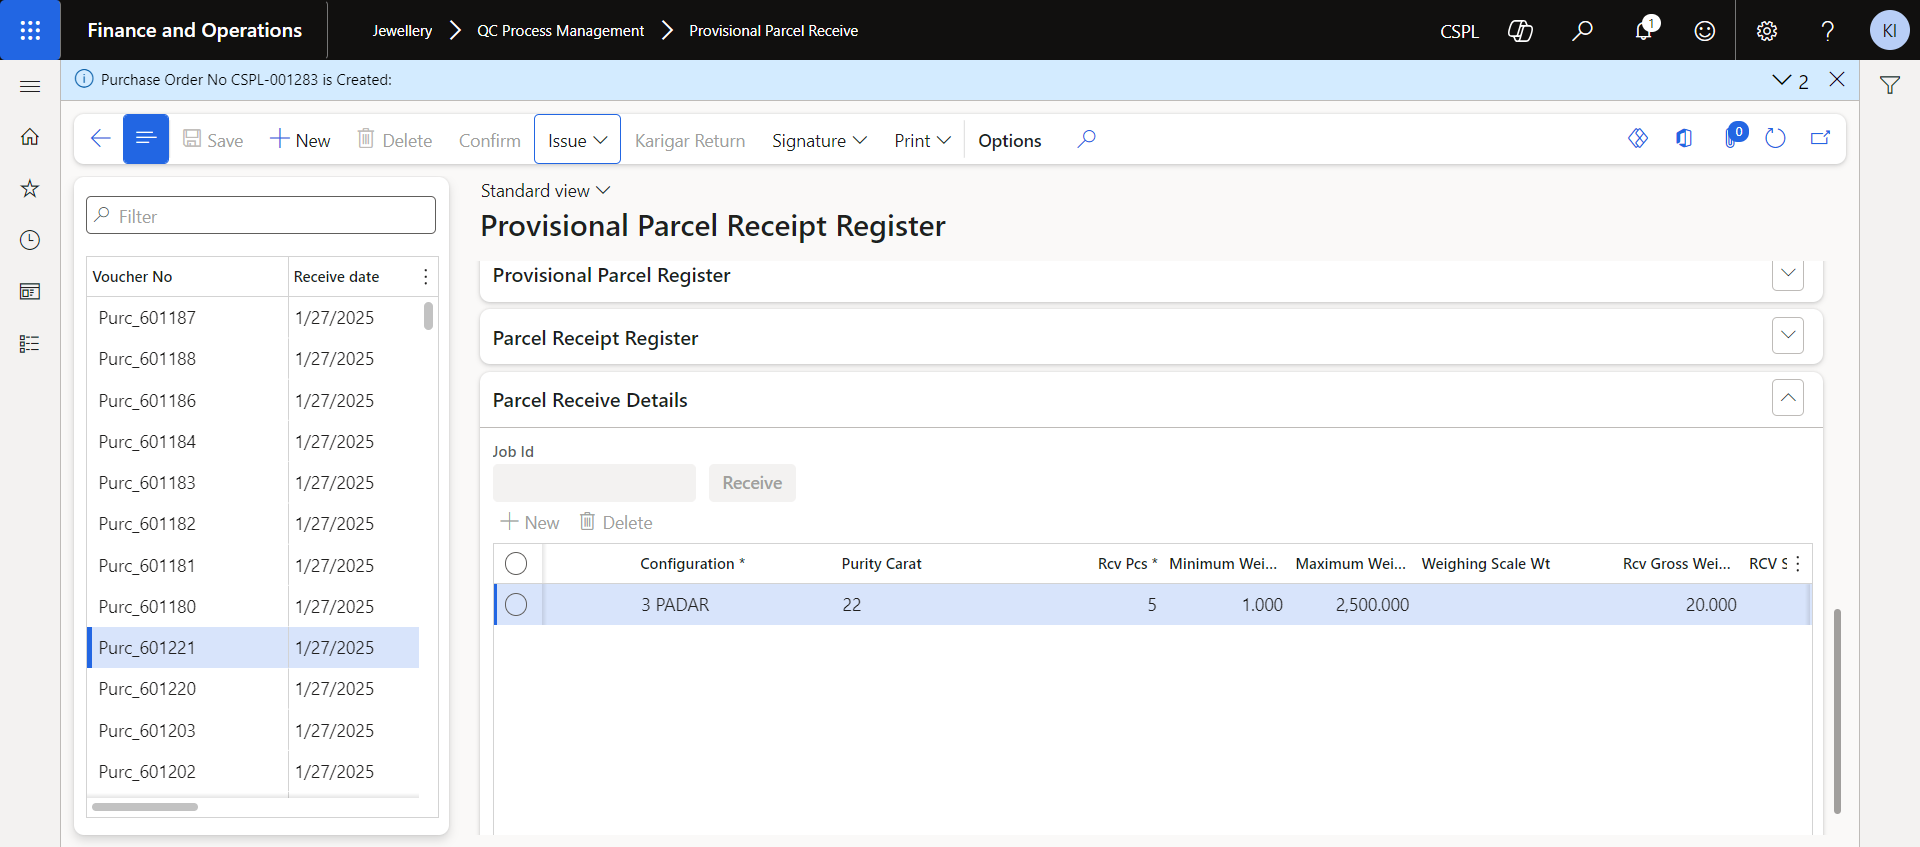 Finance and Operations
Jewellery > QC Process Management > Provisional Parcel Receive
CSPL
1
?
KI
Purchase Order No CSPL-001283 is Created:
2
Save
New
Delete
Confirm
Issue
Karigar Return
Signature
Print
Options
0
Filter
Voucher No Receive date
Purc_601187 1/27/2025
Purc_601188 1/27/2025
Purc_601186 1/27/2025
Purc_601184 1/27/2025
Purc_601183 1/27/2025
Purc_601182 1/27/2025
Purc_601181 1/27/2025
Purc_601180 1/27/2025
Purc_601221 1/27/2025
Purc_601220 1/27/2025
Purc_601203 1/27/2025
Purc_601202 1/27/2025
Standard view
Provisional Parcel Receipt Register
Provisional Parcel Register
Parcel Receipt Register
Parcel Receive Details
Job Id
Receive
New Delete
Configuration * Purity Carat Rcv Pcs * Minimum Wei... Maximum Wei... Weighing Scale Wt Rcv Gross Wei... RCV S
3 PADAR 22 5 1.000 2,500.000 20.000